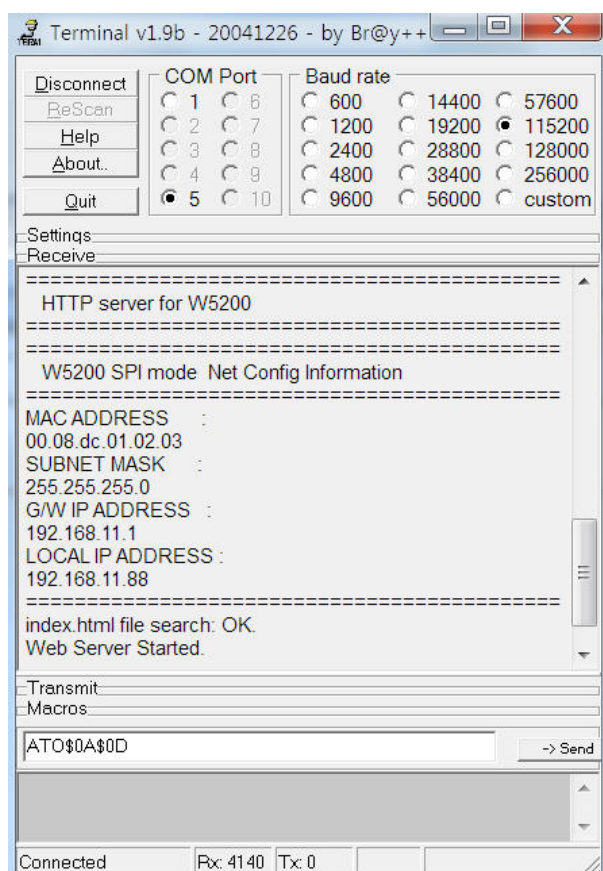 Terminal v1.9b - 20041226 - by Br@y++
Disconnect
ReScan
Help
About..
Quit
COM Port
1 6
2 7
3 8
4 9
5 10
Baud rate
600 14400 57600
1200 19200 115200
2400 28800 128000
4800 38400 256000
9600 56000 custom
Settings
Receive
=============================================
HTTP server for W5200
=============================================
=============================================
W5200 SPI mode Net Config Information
=============================================
MAC ADDRESS :
00.08.dc.01.02.03
SUBNET MASK :
255.255.255.0
G/W IP ADDRESS :
192.168.11.1
LOCAL IP ADDRESS :
192.168.11.88
=============================================
index.html file search: OK.
Web Server Started.
Transmit
Macros
ATO$0A$0D
-> Send
Connected Rx: 4140 Tx: 0